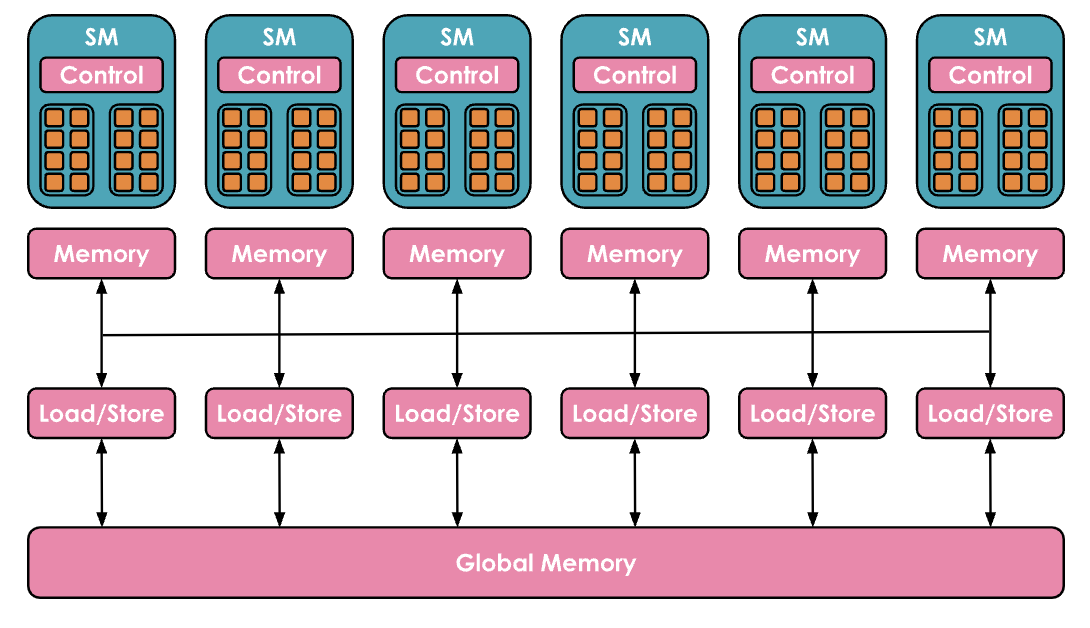 SM SM SM SM SM SM
Control Control Control Control Control Control
Memory Memory Memory Memory Memory Memory
Load/Store Load/Store Load/Store Load/Store Load/Store Load/Store
Global Memory